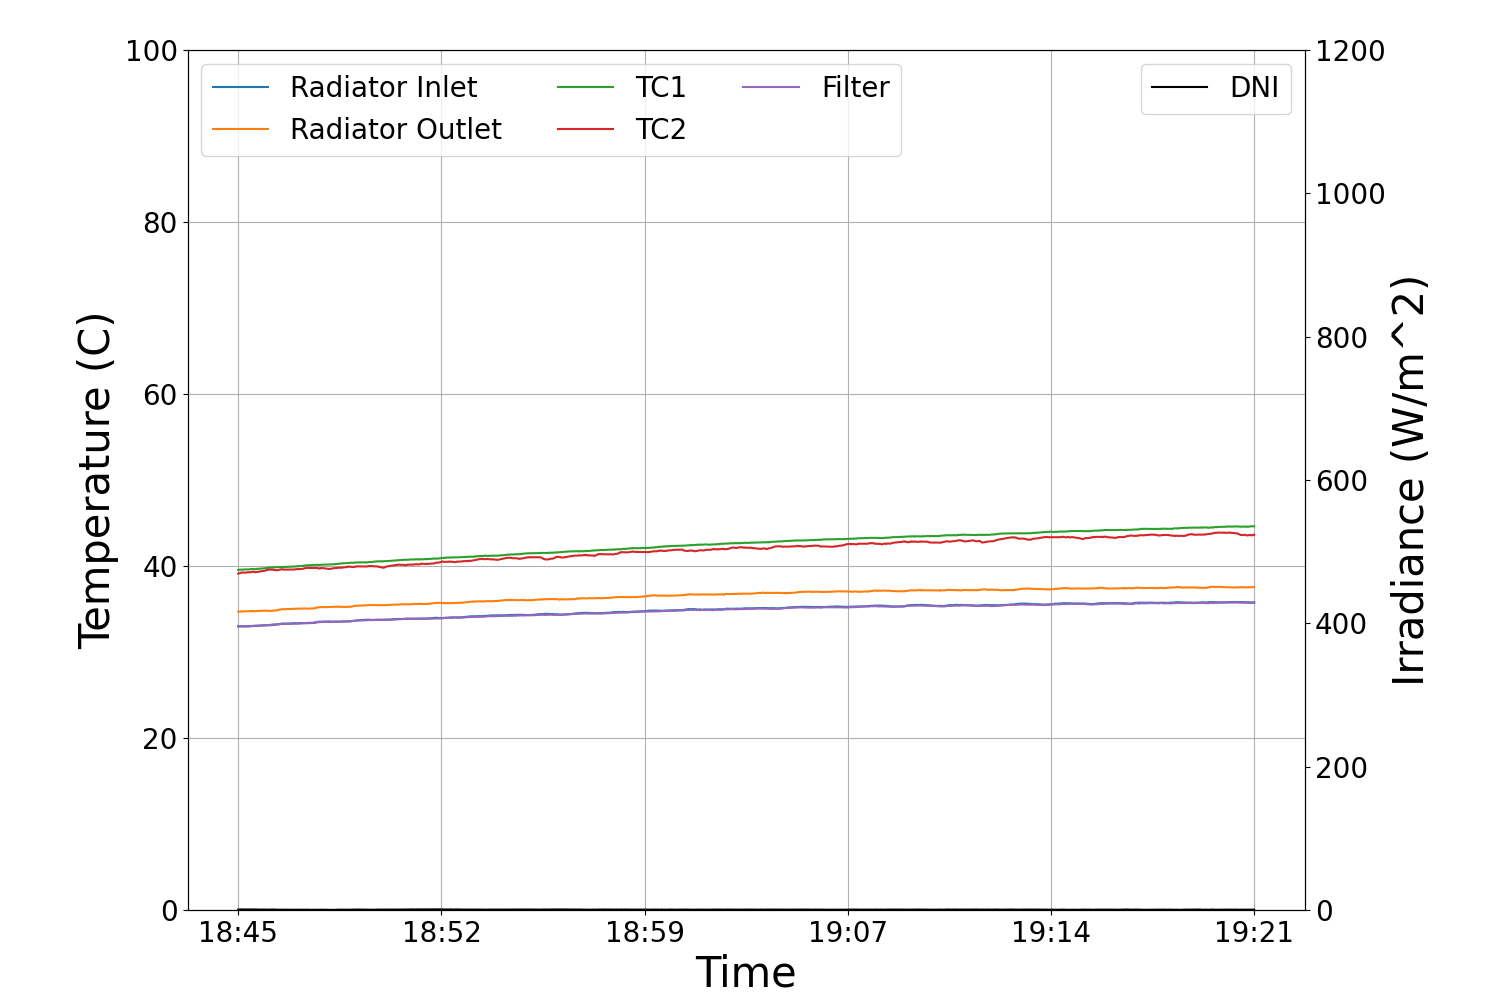 100
80
60
40
20
0
Temperature (C)
Radiator Inlet
Radiator Outlet
TC1
TC2
Filter
DNI
1200
1000
800
600
400
200
0
Irradiance (W/m^2)
18:45 18:52 18:59 19:07 19:14 19:21
Time